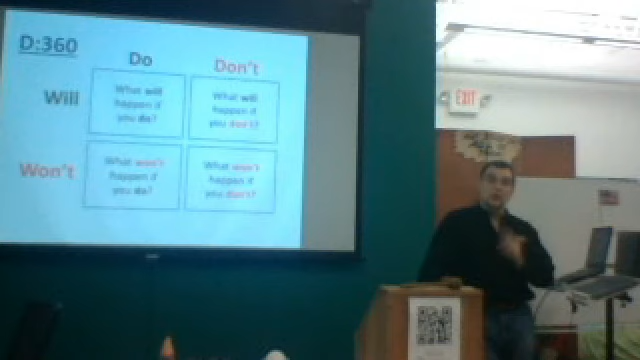 D:360
Do
Don't
Will
What will
happen if
you do?
What will
happen if
you don't?
Won't
What won't
happen if
you do?
What won't
happen if
you don't?
EXIT